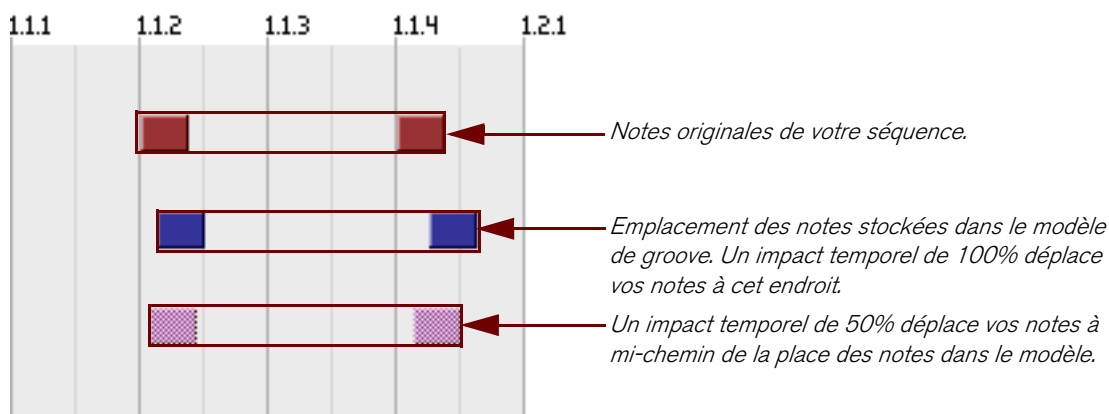 1.1.1 1.1.2 1.1.3 1.1.4 1.2.1
Notes originales de votre séquence.
Emplacement des notes stockées dans le modèle
de groove. Un impact temporel de 100% déplace
vos notes à cet endroit.
Un impact temporel de 50% déplace vos notes à
mi-chemin de la place des notes dans le modèle.